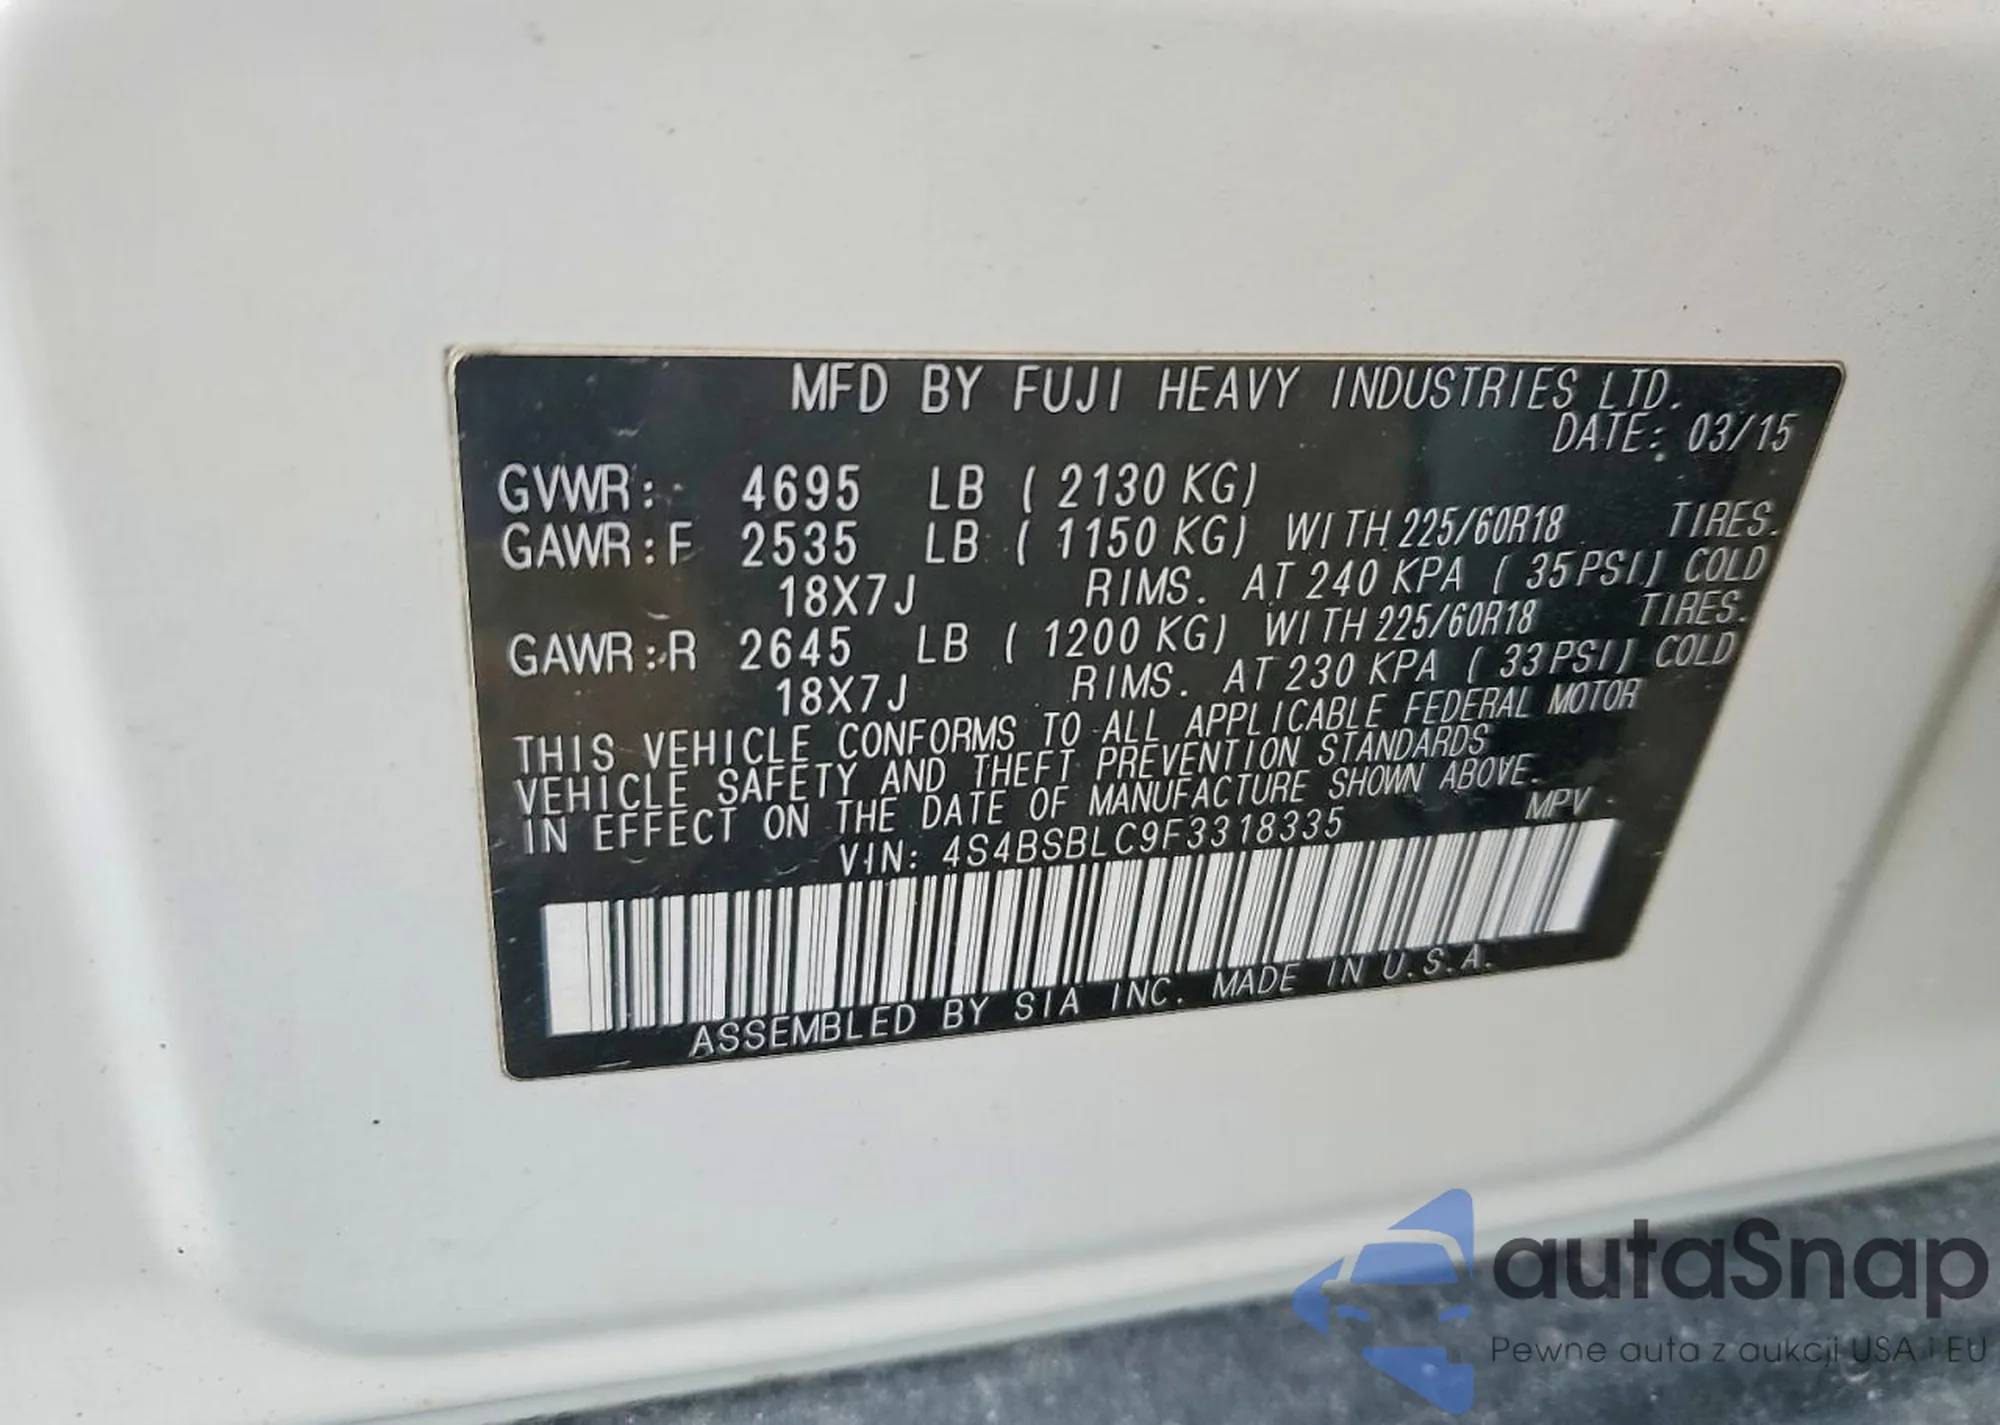 MFD BY FUJI HEAVY INDUSTRIES LTD.
DATE: 03/15
GVWR: 4695 LB ( 2130 KG)
GAWR:F 2535 LB ( 1150 KG) WITH 225/60R18 TIRES.
18X7J RIMS. AT 240 KPA ( 35PSI) COLD
GAWR:R 2645 LB ( 1200 KG) WITH 225/60R18 TIRES.
18X7J RIMS. AT 230 KPA ( 33PSI) COLD
THIS VEHICLE CONFORMS TO ALL APPLICABLE FEDERAL MOTOR
VEHICLE SAFETY AND THEFT PREVENTION STANDARDS
IN EFFECT ON THE DATE OF MANUFACTURE SHOWN ABOVE.
VIN: 4S4BSBLC9F3318335 MPV
ASSEMBLED BY SIA INC. MADE IN U.S.A.
autaSnap
Pewne auta z aukcji USA i EU